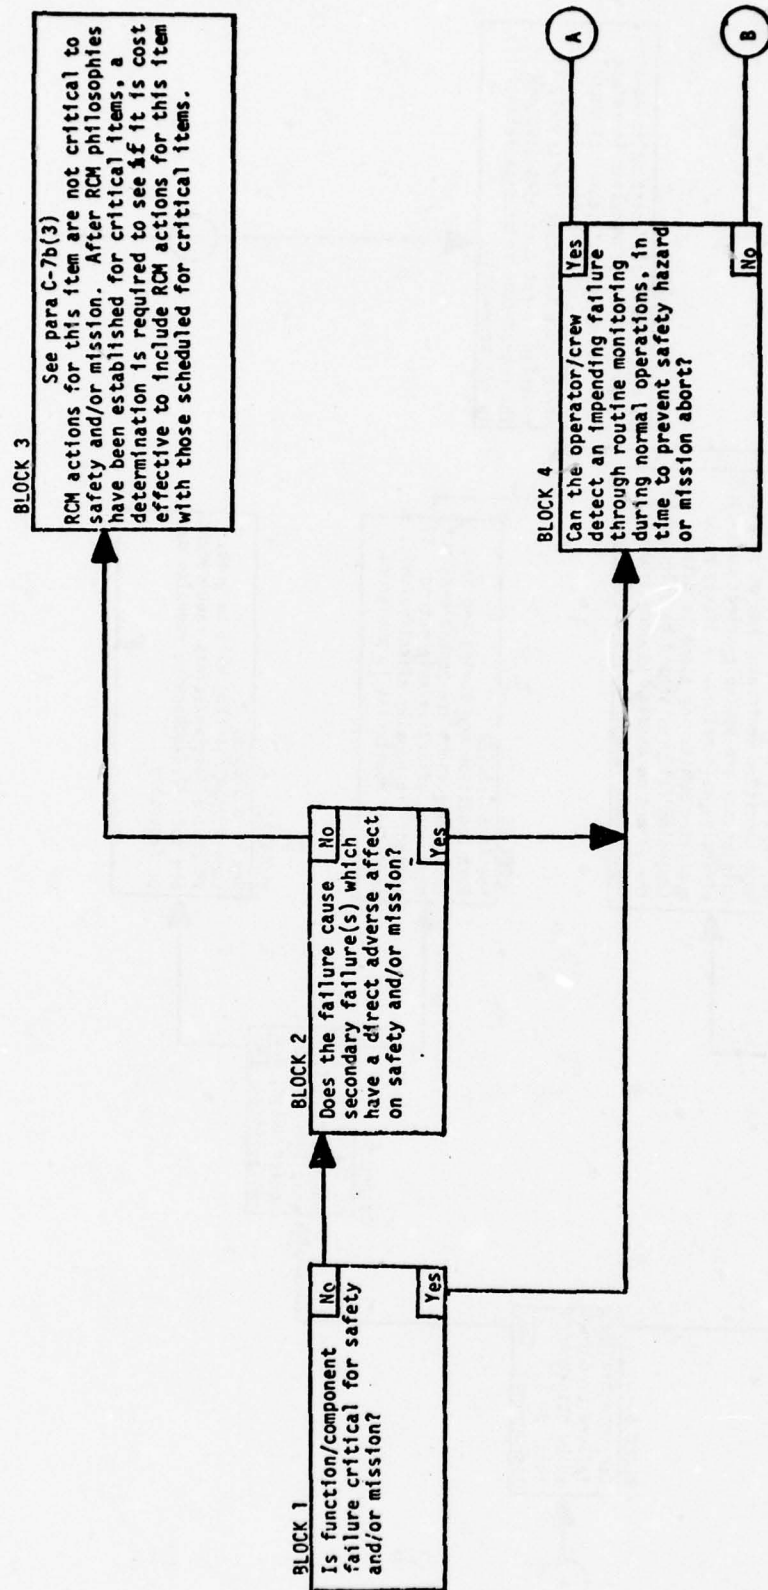 BLOCK 1
Is function/component
failure critical for safety
and/or mission?
No
Yes
BLOCK 2
Does the failure cause
secondary failure(s) which
have a direct adverse affect
on safety and/or mission?
No
Yes
BLOCK 3
See para C-7b(3)
RCM actions for this item are not critical to
safety and/or mission. After RCM philosophies
have been established for critical items, a
determination is required to see if it is cost
effective to include RCM actions for this item
with those scheduled for critical items.
BLOCK 4
Can the operator/crew
detect an impending failure
through routine monitoring
during normal operations, in
time to prevent safety hazard
or mission abort?
Yes
No
A
B